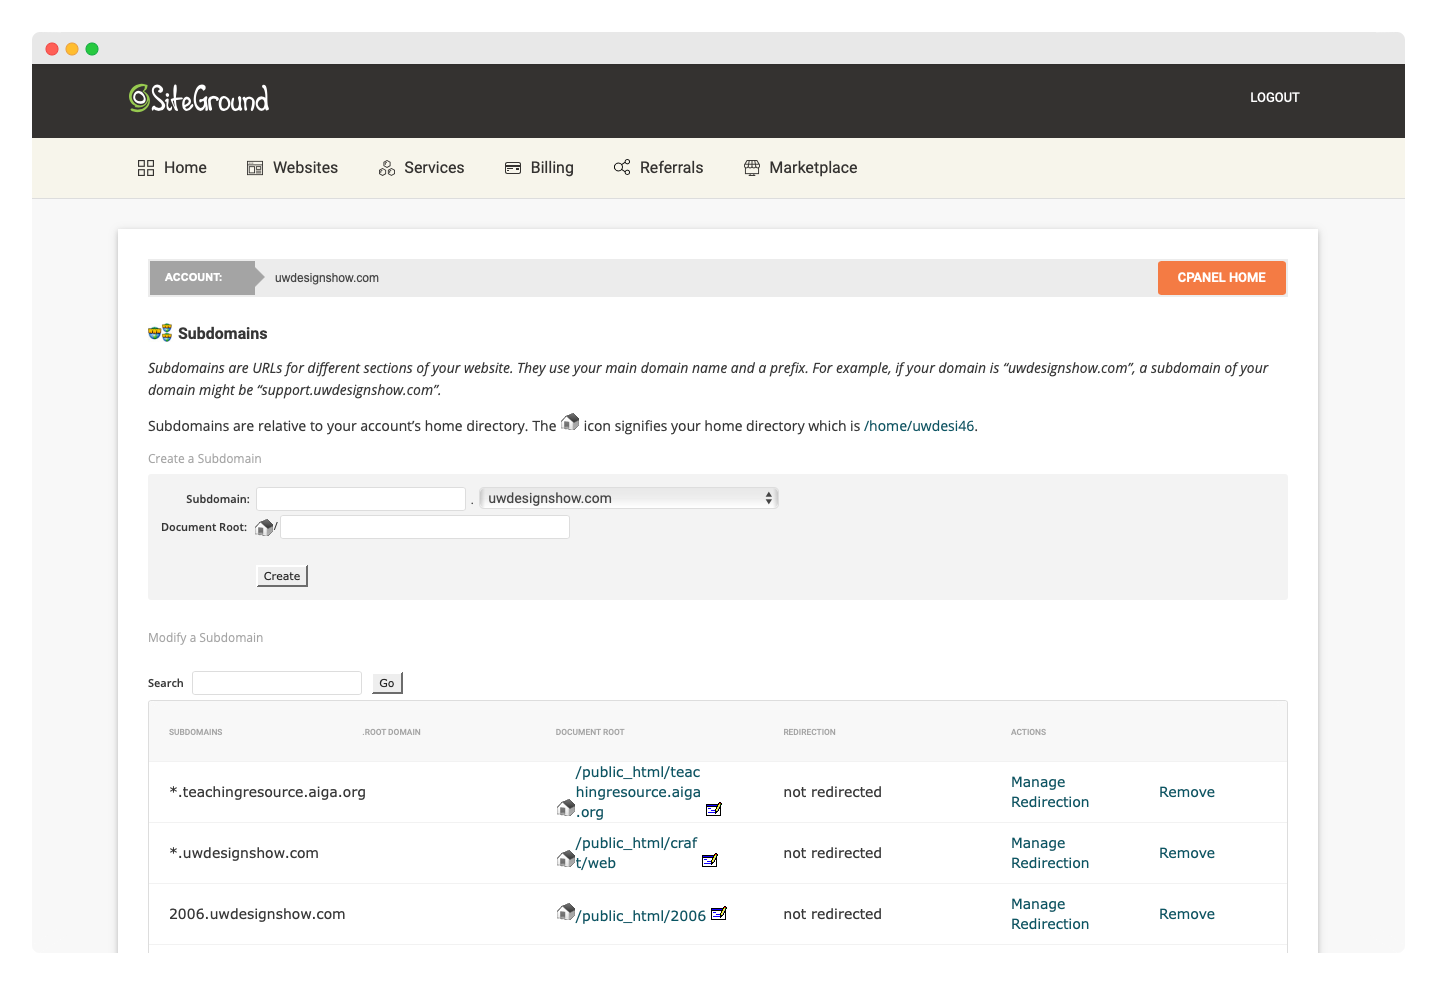 SiteGround
LOGOUT
Home Websites Services Billing Referrals Marketplace
ACCOUNT: uwdesignshow.com CPANEL HOME
Subdomains
Subdomains are URLs for different sections of your website. They use your main domain name and a prefix. For example, if your domain is “uwdesignshow.com”, a subdomain of your
domain might be “support.uwdesignshow.com”.
Subdomains are relative to your account’s home directory. The icon signifies your home directory which is /home/uwdesi46.
Create a Subdomain
Subdomain: . uwdesignshow.com
Document Root: /
Create
Modify a Subdomain
Search Go
SUBDOMAINS .ROOT DOMAIN DOCUMENT ROOT REDIRECTION ACTIONS
*.teachingresource.aiga.org
/public_html/teac
hingresource.aiga
.org
not redirected
Manage
Redirection
Remove
*.uwdesignshow.com
/public_html/craf
t/web
not redirected
Manage
Redirection
Remove
2006.uwdesignshow.com
/public_html/2006
not redirected
Manage
Redirection
Remove